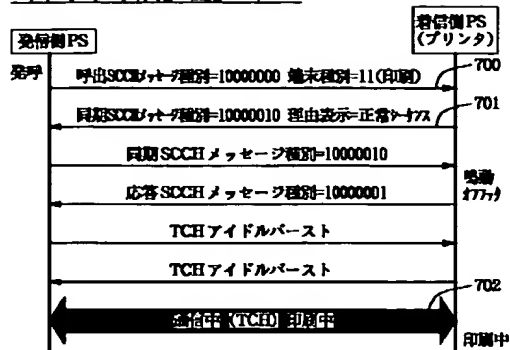 発信側PS
着信側PS
(プリンタ)
発呼
呼出SCCHメッセージ種別=10000000 端末種別=11(印刷)
700
同期SCCHメッセージ種別=10000010 理由表示=正常シーケンス
701
同期SCCHメッセージ種別=10000010
鳴動
オフフック
応答SCCHメッセージ種別=10000001
TCHアイドルバースト
TCHアイドルバースト
702
通信中(TCH) 印刷中
印刷中